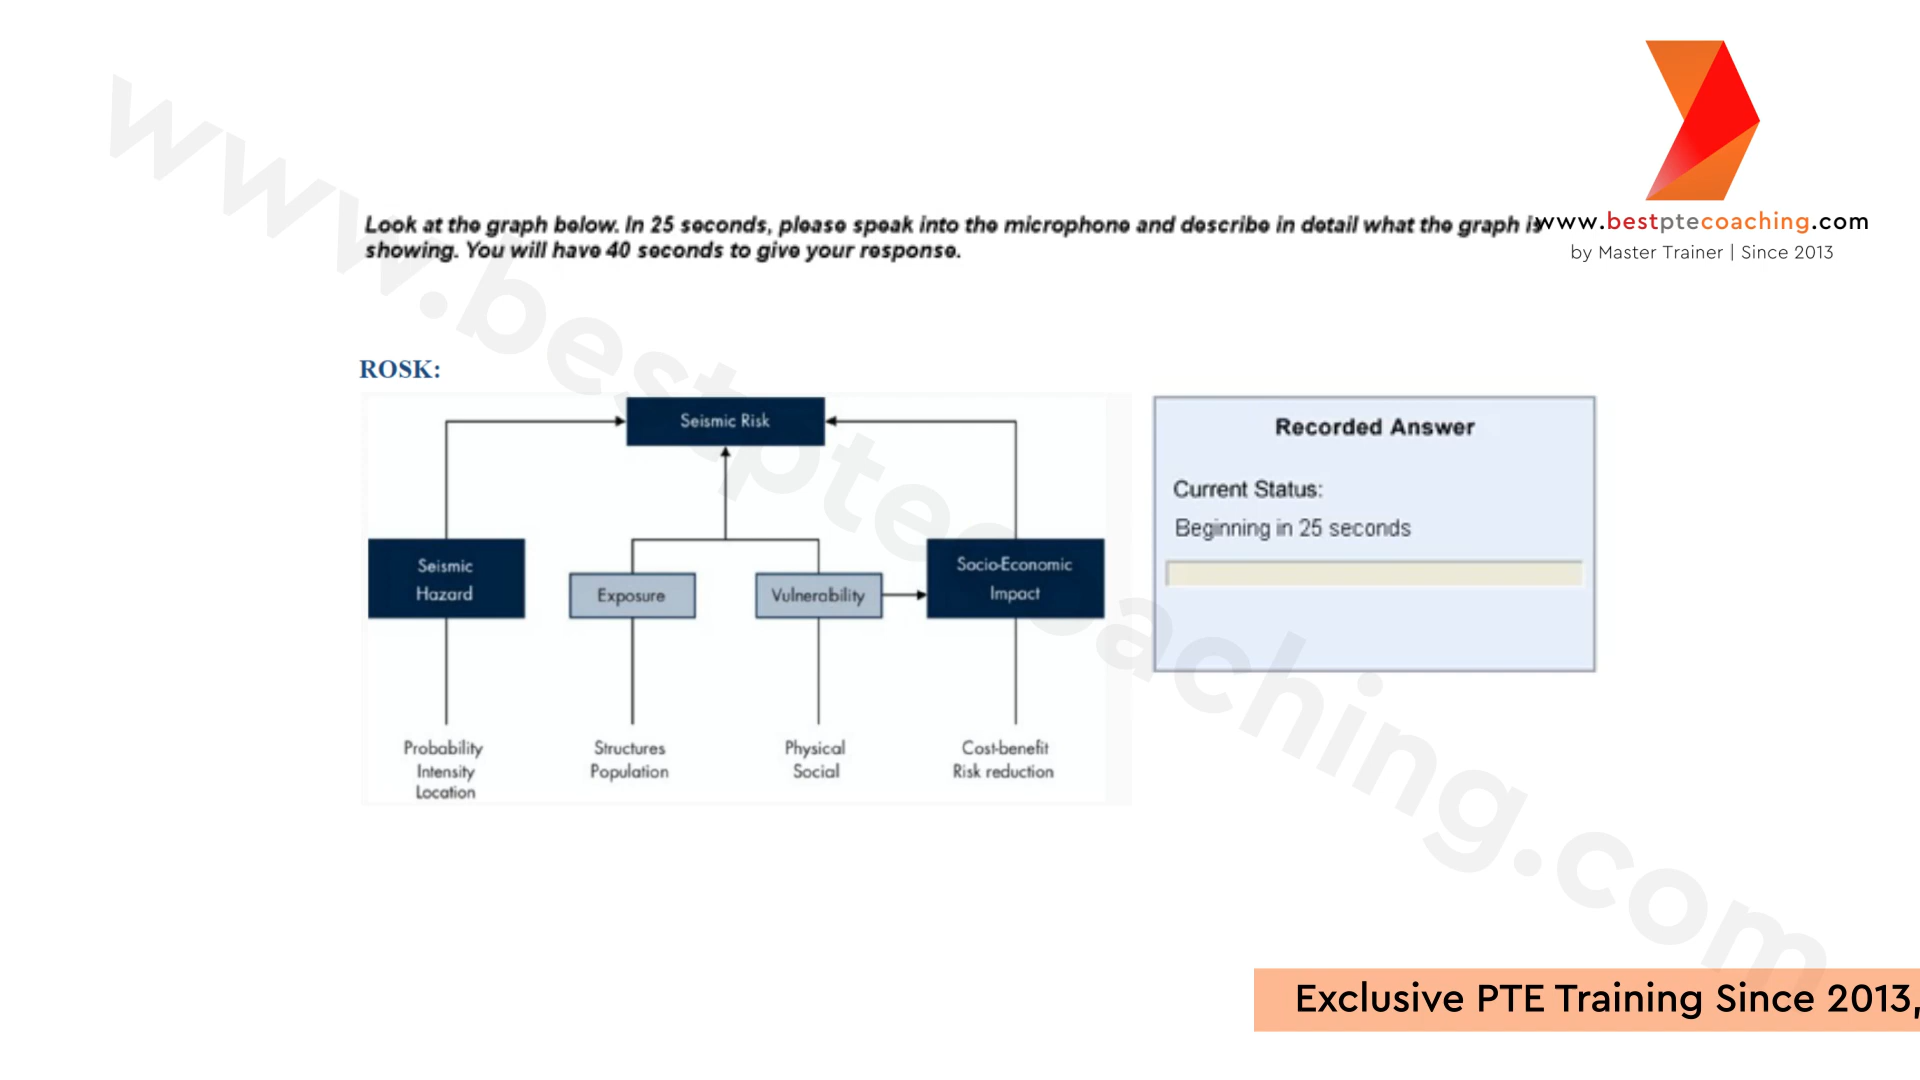 www.bestptecoaching.com
by Master Trainer | Since 2013
Look at the graph below. In 25 seconds, please speak into the microphone and describe in detail what the graph is
showing. You will have 40 seconds to give your response.
ROSK:
Seismic Risk
Seismic
Hazard
Exposure
Vulnerability
Socio-Economic
Impact
Probability
Intensity
Location
Structures
Population
Physical
Social
Cost-benefit
Risk reduction
Recorded Answer
Current Status:
Beginning in 25 seconds
www.bestptecoaching.com
Exclusive PTE Training Since 2013,